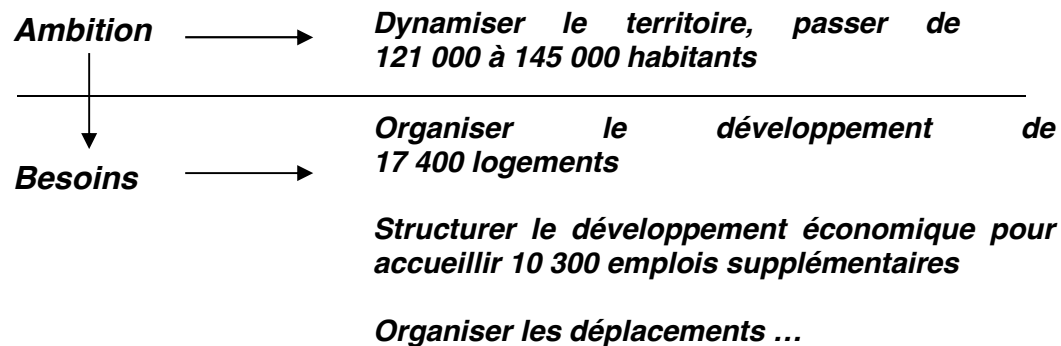 Ambition
Dynamiser le territoire, passer de
121 000 à 145 000 habitants
Besoins
Organiser le développement de
17 400 logements
Structurer le développement économique pour
accueillir 10 300 emplois supplémentaires
Organiser les déplacements …